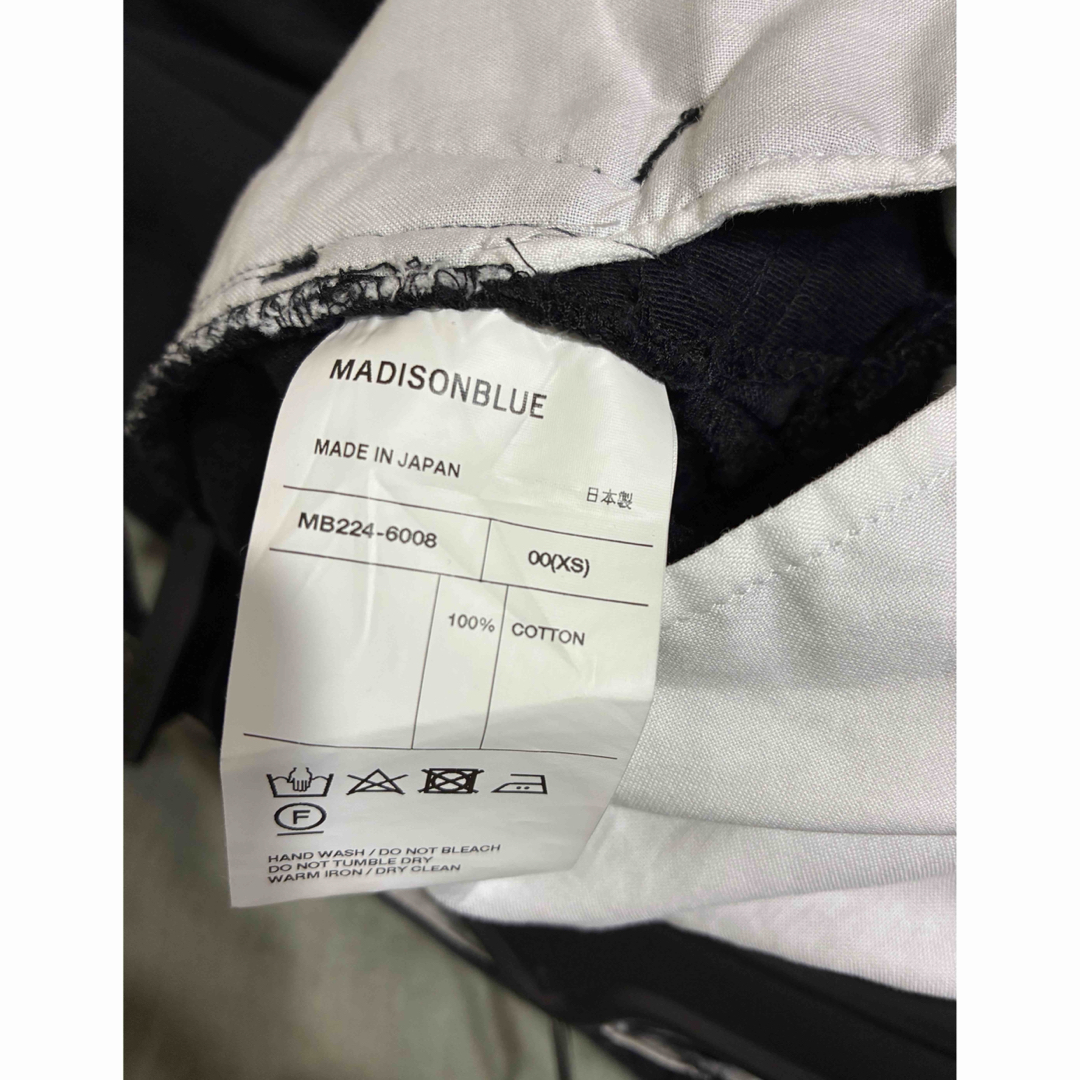 MADISONBLUE
MADE IN JAPAN
日本製
MB224-6008 00(XS)
100% COTTON
F
HAND WASH / DO NOT BLEACH
DO NOT TUMBLE DRY
WARM IRON / DRY CLEAN